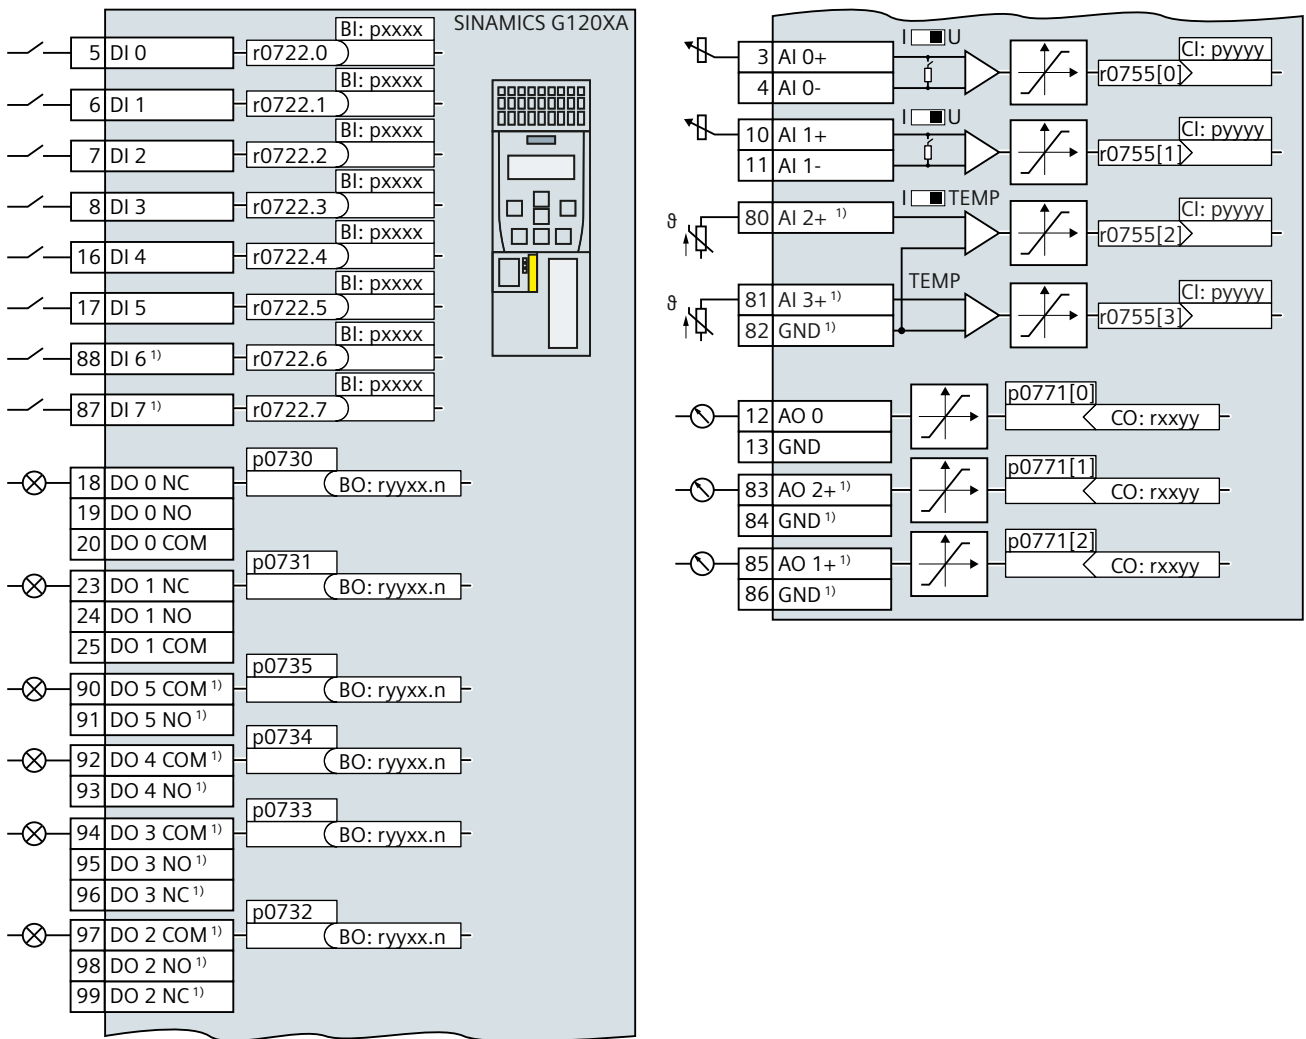 SINAMICS G120XA
BI: pxxxx
5 DI 0 r0722.0
BI: pxxxx
6 DI 1 r0722.1
BI: pxxxx
7 DI 2 r0722.2
BI: pxxxx
8 DI 3 r0722.3
BI: pxxxx
16 DI 4 r0722.4
BI: pxxxx
17 DI 5 r0722.5
BI: pxxxx
88 DI 6 1) r0722.6
BI: pxxxx
87 DI 7 1) r0722.7
p0730
18 DO 0 NC BO: ryyxx.n
19 DO 0 NO
20 DO 0 COM
p0731
23 DO 1 NC BO: ryyxx.n
24 DO 1 NO
25 DO 1 COM
p0735
90 DO 5 COM 1) BO: ryyxx.n
91 DO 5 NO 1)
p0734
92 DO 4 COM 1) BO: ryyxx.n
93 DO 4 NO 1)
p0733
94 DO 3 COM 1) BO: ryyxx.n
95 DO 3 NO 1)
96 DO 3 NC 1)
p0732
97 DO 2 COM 1) BO: ryyxx.n
98 DO 2 NO 1)
99 DO 2 NC 1)
I U
CI: pyyyy
3 AI 0+
r0755[0]
4 AI 0-
I U
CI: pyyyy
10 AI 1+
r0755[1]
11 AI 1-
I TEMP
CI: pyyyy
ϑ 80 AI 2+ 1)
r0755[2]
TEMP
CI: pyyyy
ϑ 81 AI 3+ 1)
r0755[3]
82 GND 1)
p0771[0]
12 AO 0 CO: rxxyy
13 GND
p0771[1]
83 AO 2+ 1) CO: rxxyy
84 GND 1)
p0771[2]
85 AO 1+ 1) CO: rxxyy
86 GND 1)